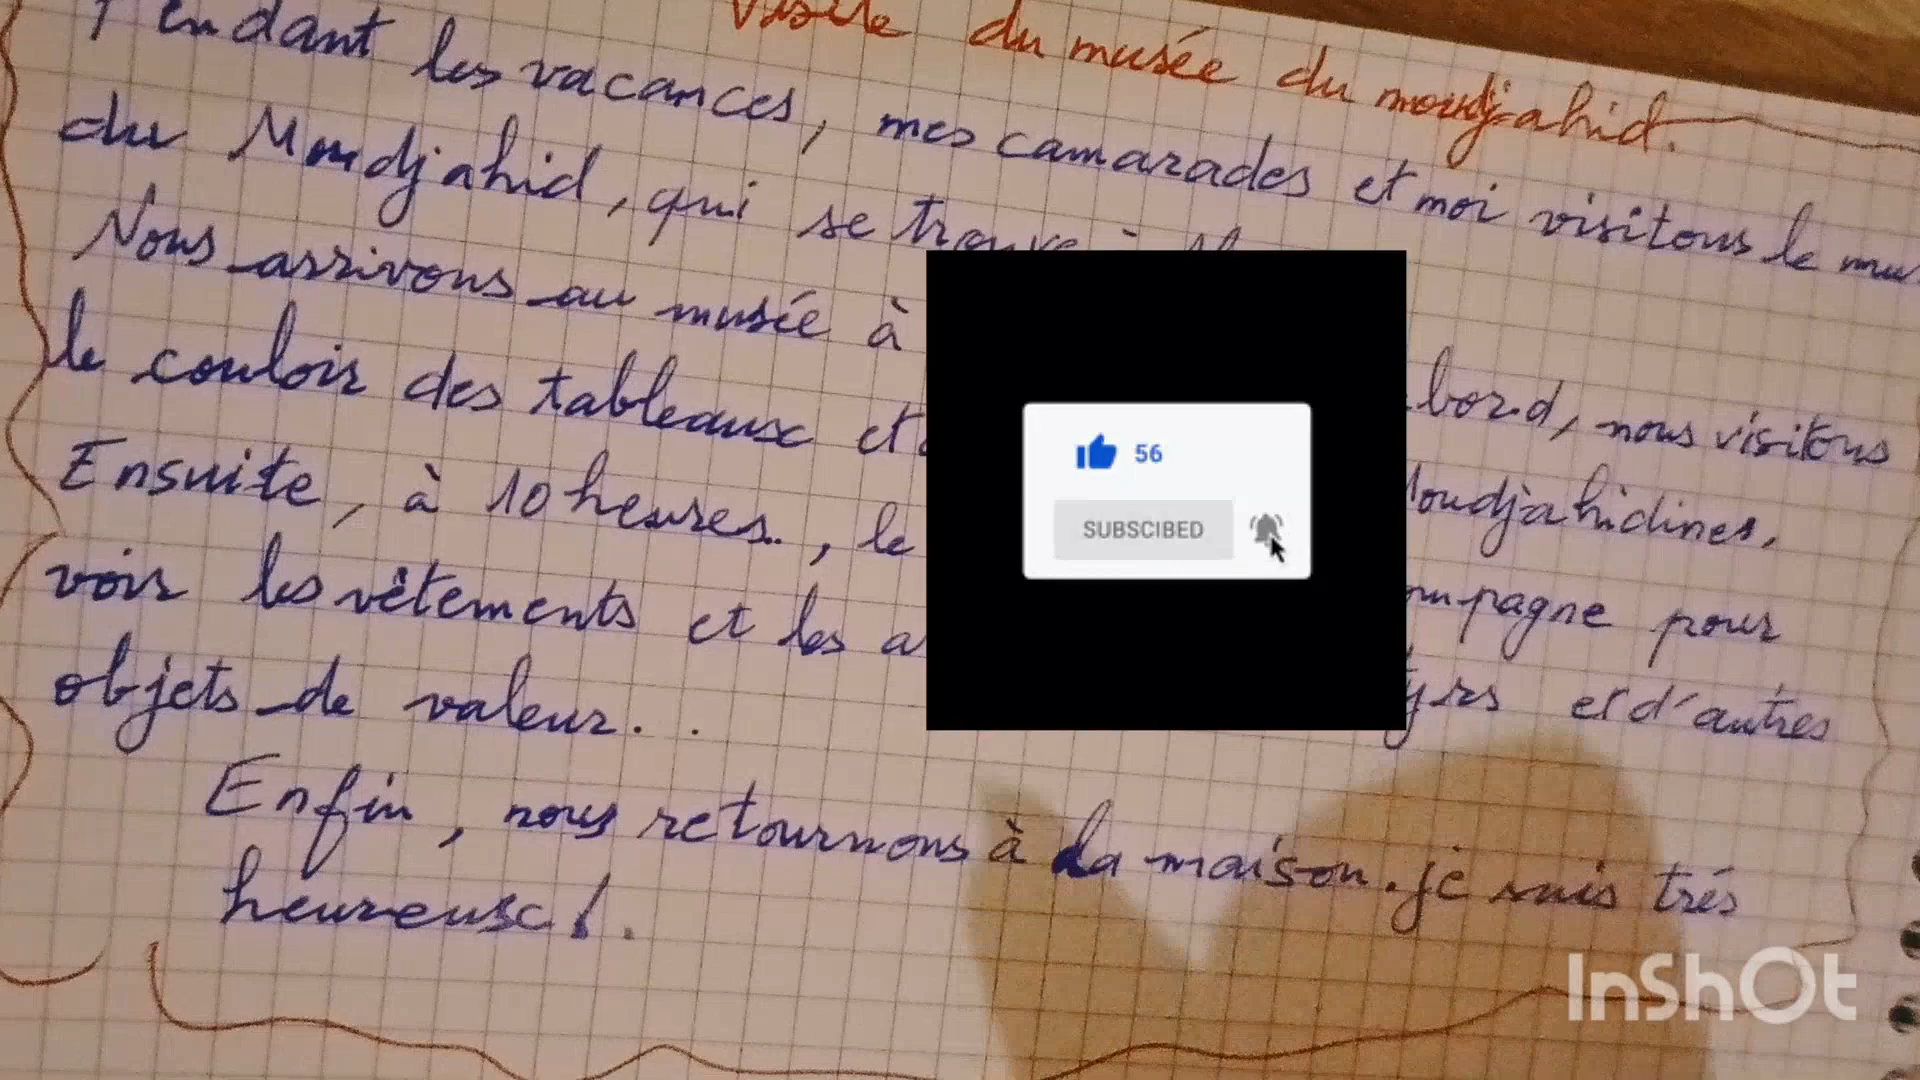 Visite du musée du moudjahid.
Pendant les vacances, mes camarades et moi visitons le
du Moudjahid, qui se trouve à
Nous arrivons au musée à
bord, nous visitons
le couloir des tableaux et
Moudjahidines.
Ensuite, à 10 heures.., le
compagne pour
voir les vêtements et les
et d'autres
objets de valeur. . .
Enfin, nous retournons à la maison. je suis trés
heureuse !.
56
SUBSCIBED
InShOt